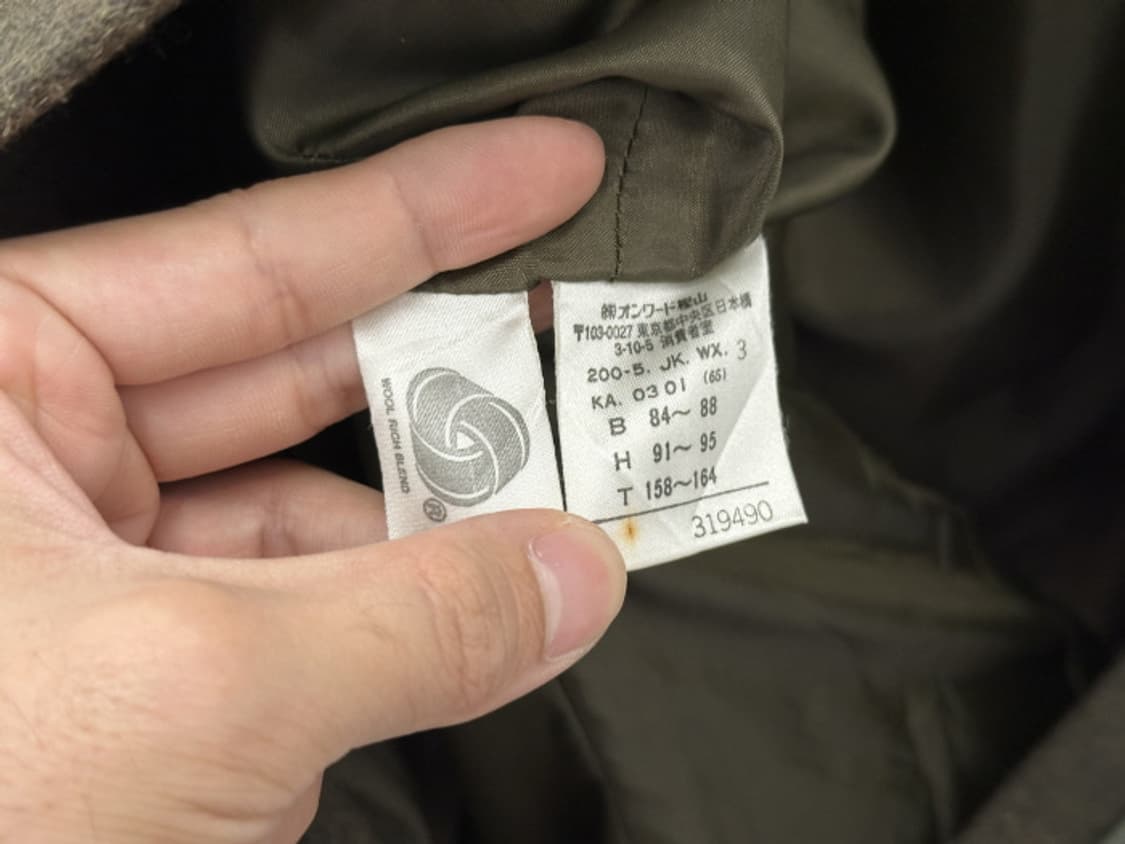 WOOL RICH BLEND
®
㈱オンワード樫山
〒103-0027 東京都中央区日本橋
3-10-5 消費者室
200-5. JK. WX. 3
KA. 03 01 (65)
B 84～ 88
H 91～ 95
T 158～164
319490